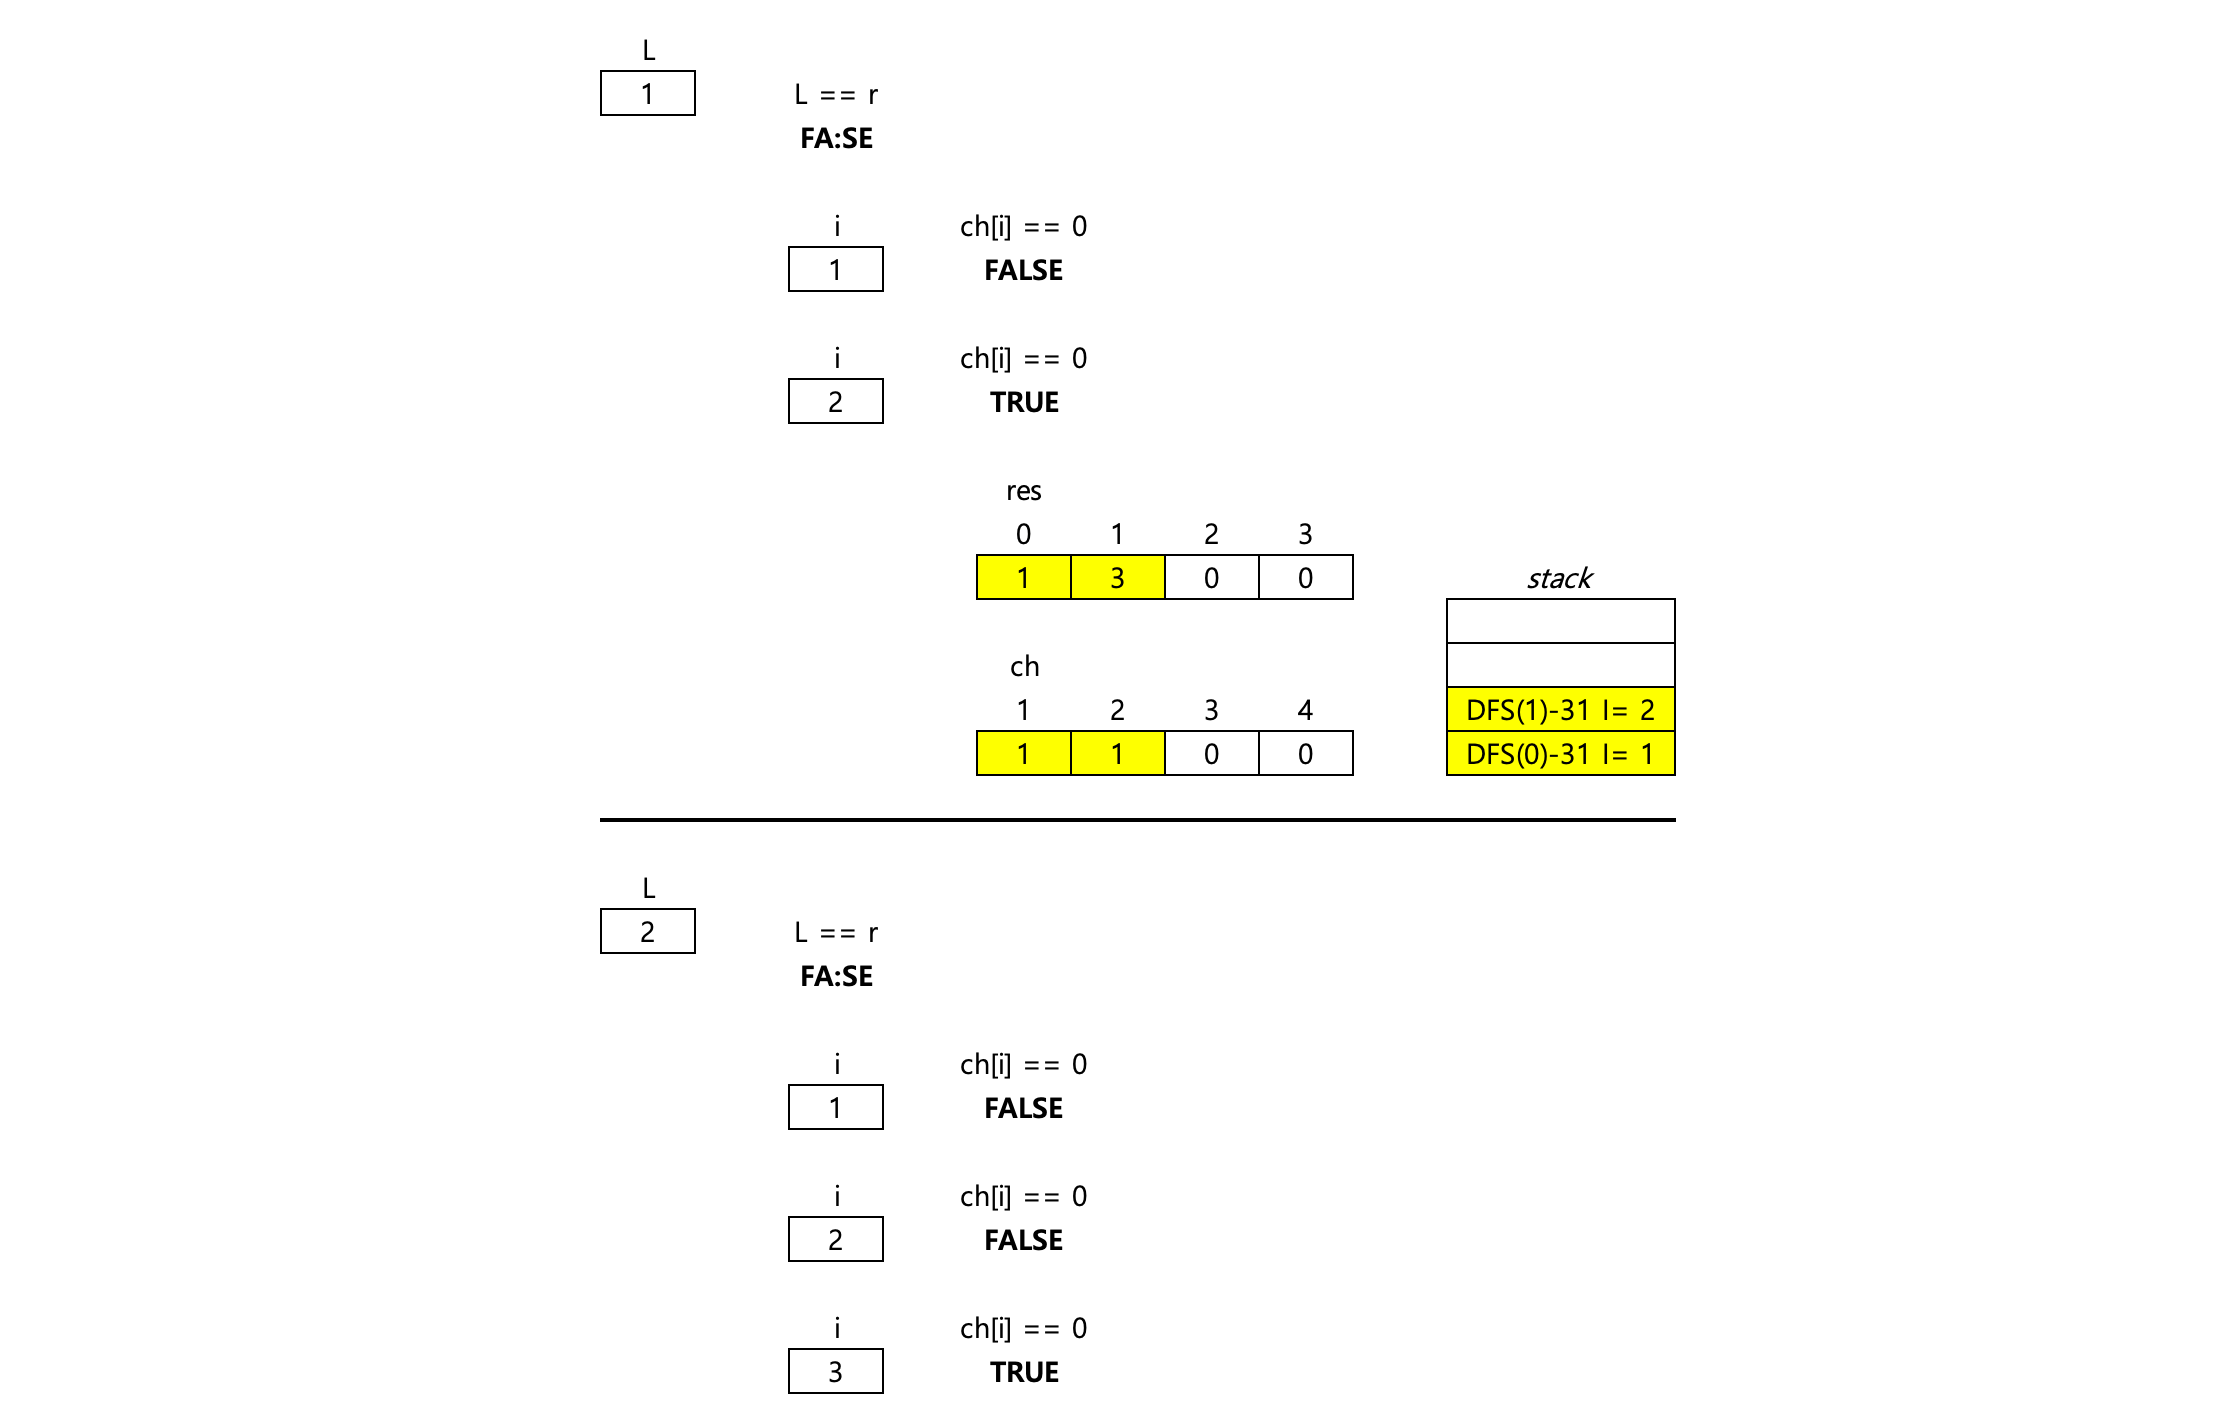 L
1
L == r
FA:SE
i
ch[i] == 0
1
FALSE
i
ch[i] == 0
2
TRUE
res
0 1 2 3
1 3 0 0
stack
ch
1 2 3 4
DFS(1)-31 I= 2
1 1 0 0
DFS(0)-31 I= 1
L
2
L == r
FA:SE
i
ch[i] == 0
1
FALSE
i
ch[i] == 0
2
FALSE
i
ch[i] == 0
3
TRUE